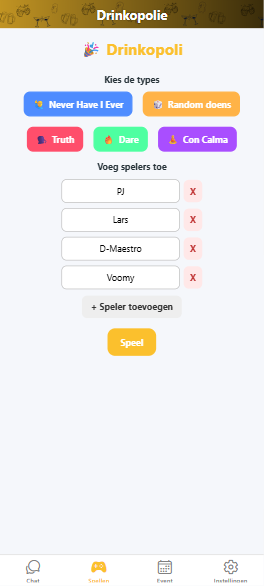 Drinkopolie
Drinkopoli
Kies de types
Never Have I Ever
Random doens
Truth
Dare
Con Calma
Voeg spelers toe
PJ X
Lars X
D-Maestro X
Voomy X
+ Speler toevoegen
Speel
Chat Spellen Event Instellingen